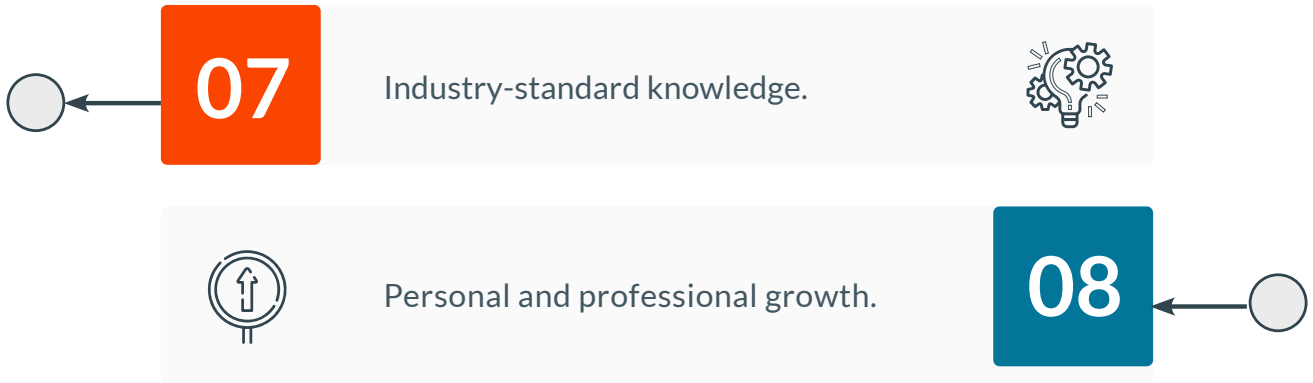 07
Industry-standard knowledge.
Personal and professional growth.
08